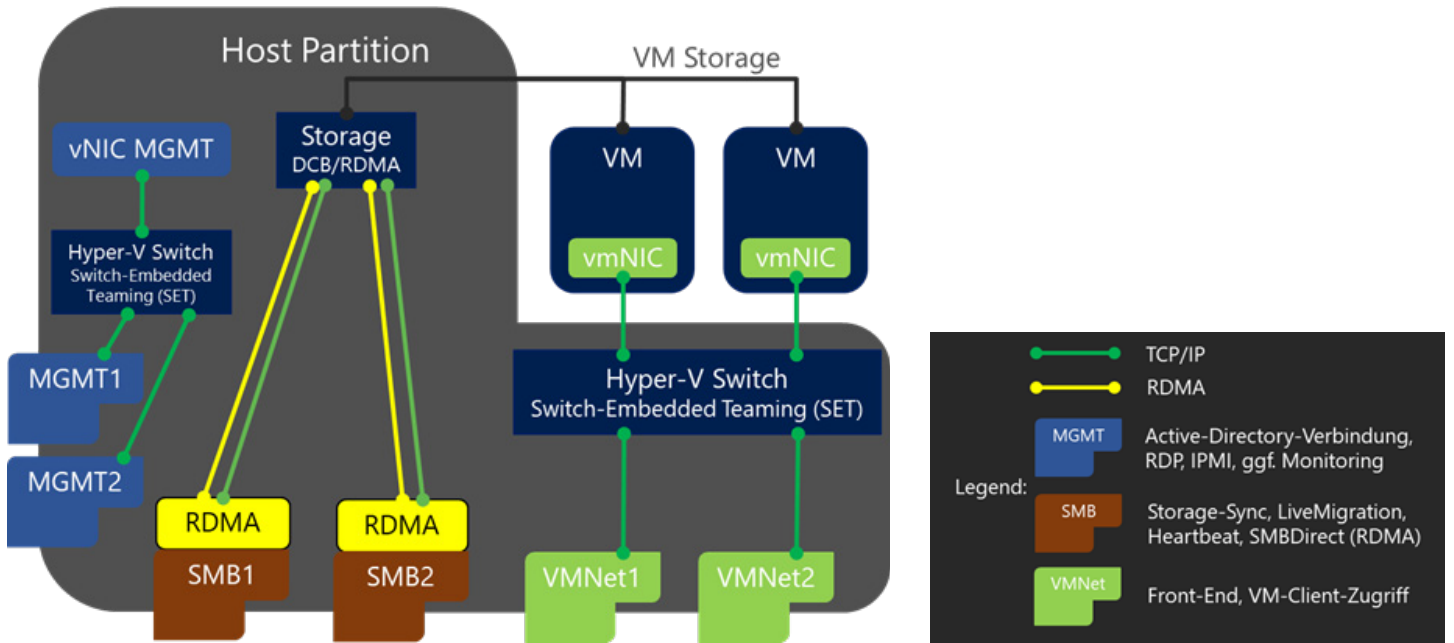 Host Partition
VM Storage
vNIC MGMT
Storage
DCB/RDMA
VM
VM
Hyper-V Switch
Switch-Embedded
Teaming (SET)
vmNIC
vmNIC
MGMT1
MGMT2
Hyper-V Switch
Switch-Embedded Teaming (SET)
RDMA
RDMA
SMB1
SMB2
VMNet1
VMNet2
Legend:
TCP/IP
RDMA
MGMT
Active-Directory-Verbindung,
RDP, IPMI, ggf. Monitoring
SMB
Storage-Sync, LiveMigration,
Heartbeat, SMBDirect (RDMA)
VMNet
Front-End, VM-Client-Zugriff